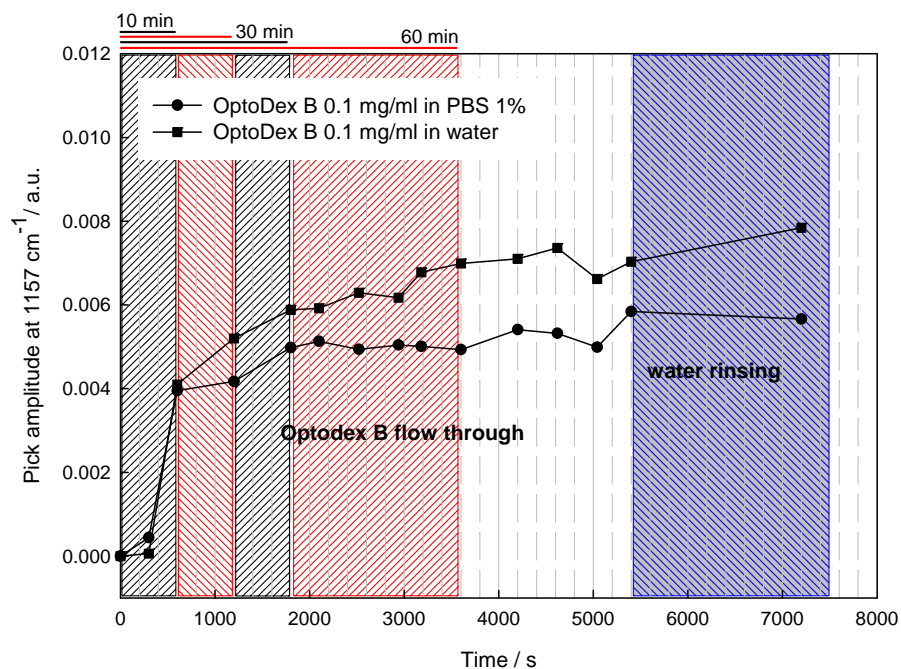 10 min
30 min
60 min
0.012
0.010
0.008
0.006
0.004
0.002
0.000
Pick amplitude at 1157 cm⁻¹/ a.u.
OptoDex B 0.1 mg/ml in PBS 1%
OptoDex B 0.1 mg/ml in water
water rinsing
Optodex B flow through
0 1000 2000 3000 4000 5000 6000 7000 8000
Time / s